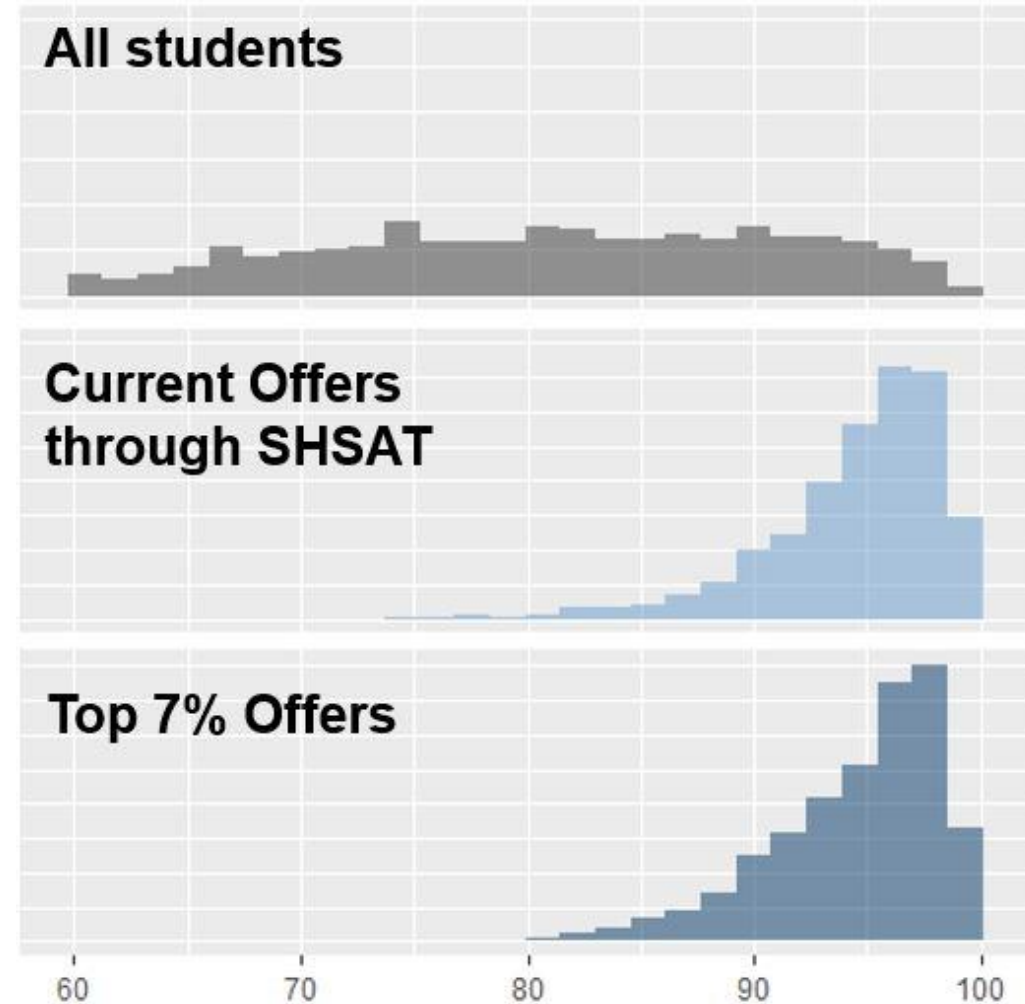 All students
Current Offers
through SHSAT
Top 7% Offers
60 70 80 90 100